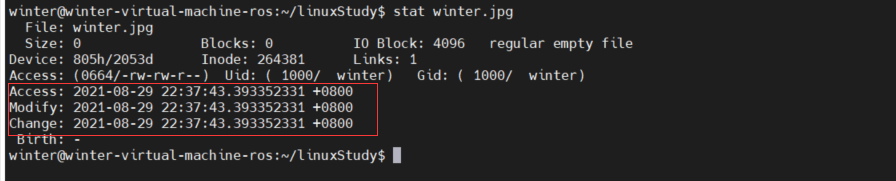 winter@winter-virtual-machine-ros:~/linuxStudy$ stat winter.jpg
  File: winter.jpg
  Size: 0               Blocks: 0          IO Block: 4096   regular empty file
Device: 805h/2053d      Inode: 264381      Links: 1
Access: (0664/-rw-rw-r--)  Uid: ( 1000/  winter)   Gid: ( 1000/  winter)
Access: 2021-08-29 22:37:43.393352331 +0800
Modify: 2021-08-29 22:37:43.393352331 +0800
Change: 2021-08-29 22:37:43.393352331 +0800
 Birth: -
winter@winter-virtual-machine-ros:~/linuxStudy$